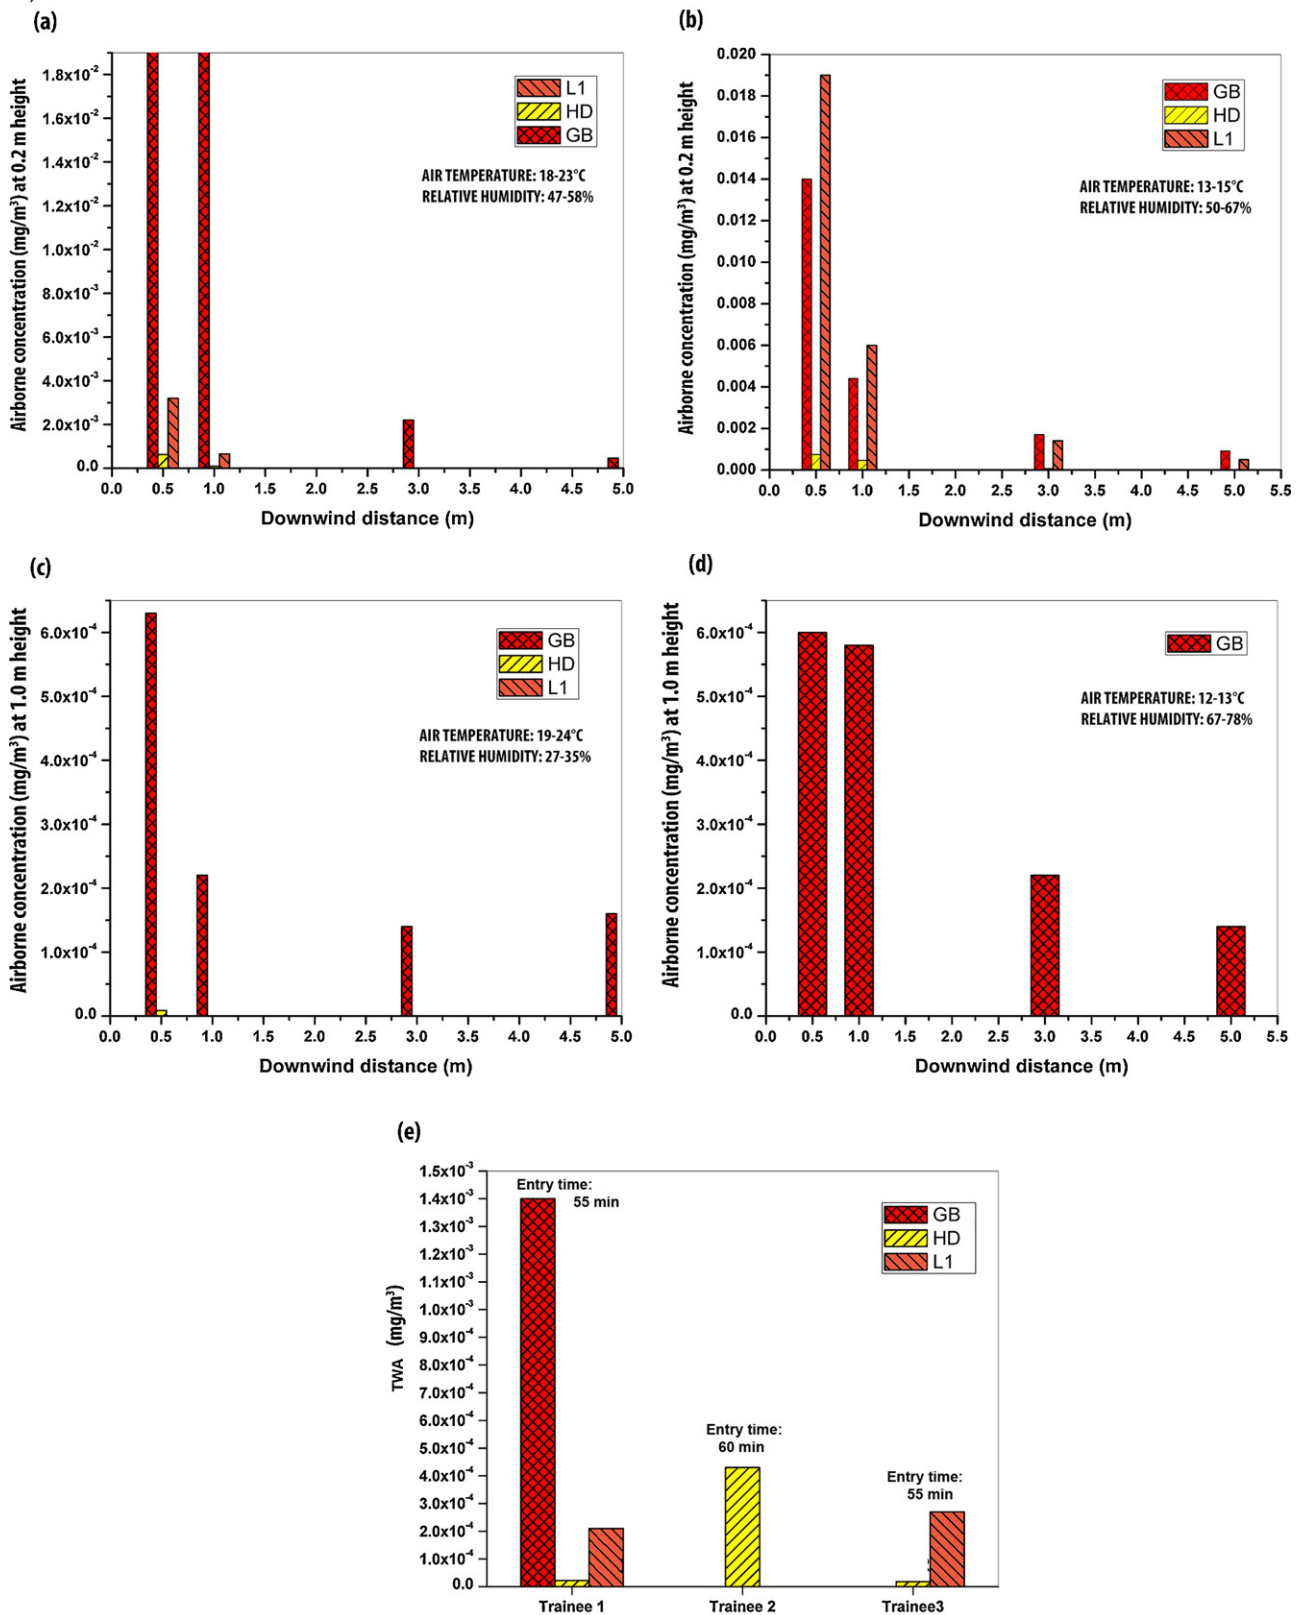 (a)
Airborne concentration (mg/m³) at 0.2 m height
1.8x10⁻²
1.6x10⁻²
1.4x10⁻²
1.2x10⁻²
1.0x10⁻²
8.0x10⁻³
6.0x10⁻³
4.0x10⁻³
2.0x10⁻³
0.0
L1
HD
GB
AIR TEMPERATURE: 18-23°C
RELATIVE HUMIDITY: 47-58%
0.0 0.5 1.0 1.5 2.0 2.5 3.0 3.5 4.0 4.5 5.0
Downwind distance (m)
(b)
Airborne concentration (mg/m³) at 0.2 m height
0.020
0.018
0.016
0.014
0.012
0.010
0.008
0.006
0.004
0.002
0.000
GB
HD
L1
AIR TEMPERATURE: 13-15°C
RELATIVE HUMIDITY: 50-67%
0.0 0.5 1.0 1.5 2.0 2.5 3.0 3.5 4.0 4.5 5.0 5.5
Downwind distance (m)
(c)
Airborne concentration (mg/m³) at 1.0 m height
6.0x10⁻⁴
5.0x10⁻⁴
4.0x10⁻⁴
3.0x10⁻⁴
2.0x10⁻⁴
1.0x10⁻⁴
0.0
GB
HD
L1
AIR TEMPERATURE: 19-24°C
RELATIVE HUMIDITY: 27-35%
0.0 0.5 1.0 1.5 2.0 2.5 3.0 3.5 4.0 4.5 5.0
Downwind distance (m)
(d)
Airborne concentration (mg/m³) at 1.0 m height
6.0x10⁻⁴
5.0x10⁻⁴
4.0x10⁻⁴
3.0x10⁻⁴
2.0x10⁻⁴
1.0x10⁻⁴
0.0
GB
AIR TEMPERATURE: 12-13°C
RELATIVE HUMIDITY: 67-78%
0.0 0.5 1.0 1.5 2.0 2.5 3.0 3.5 4.0 4.5 5.0 5.5
Downwind distance (m)
(e)
TWA (mg/m³)
1.5x10⁻³
1.4x10⁻³
1.3x10⁻³
1.2x10⁻³
1.1x10⁻³
1.0x10⁻³
9.0x10⁻⁴
8.0x10⁻⁴
7.0x10⁻⁴
6.0x10⁻⁴
5.0x10⁻⁴
4.0x10⁻⁴
3.0x10⁻⁴
2.0x10⁻⁴
1.0x10⁻⁴
0.0
Entry time:
55 min
GB
HD
L1
Entry time:
60 min
Entry time:
55 min
Trainee 1 Trainee 2 Trainee3